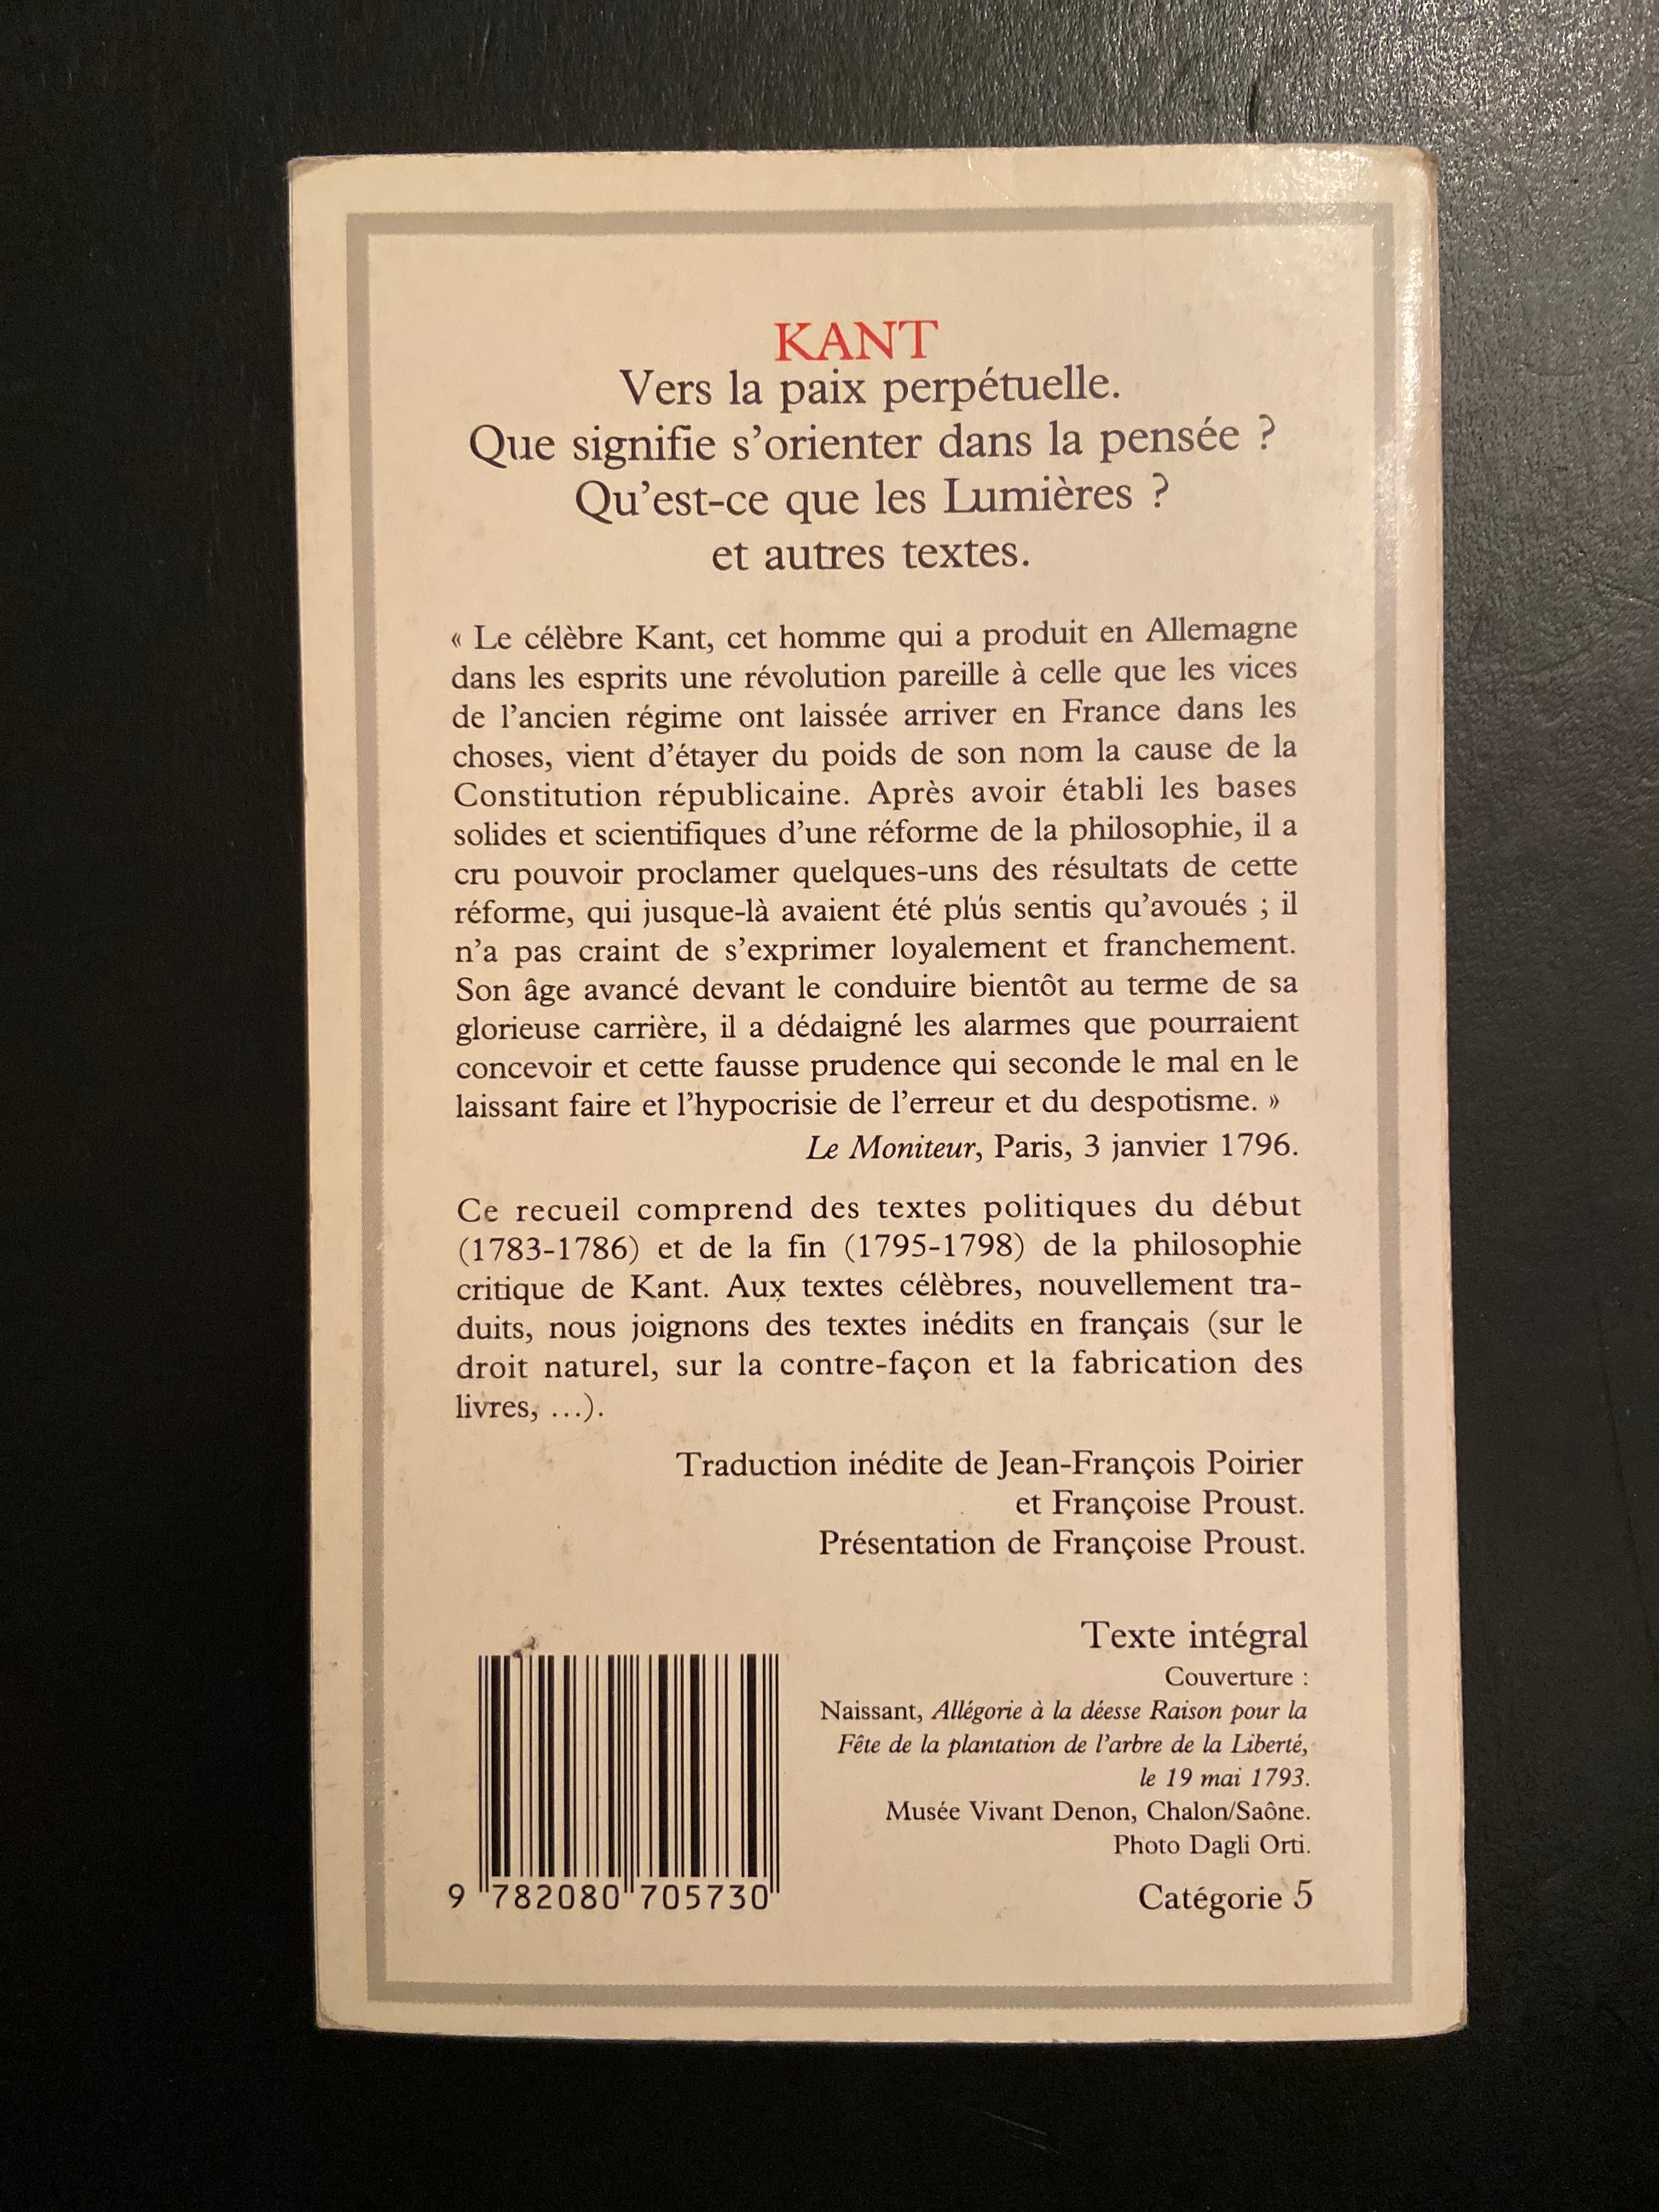 KANT
Vers la paix perpétuelle.
Que signifie s'orienter dans la pensée ?
Qu'est-ce que les Lumières ?
et autres textes.
« Le célèbre Kant, cet homme qui a produit en Allemagne
dans les esprits une révolution pareille à celle que les vices
de l'ancien régime ont laissée arriver en France dans les
choses, vient d'étayer du poids de son nom la cause de la
Constitution républicaine. Après avoir établi les bases
solides et scientifiques d'une réforme de la philosophie, il a
cru pouvoir proclamer quelques-uns des résultats de cette
réforme, qui jusque-là avaient été plus sentis qu'avoués ; il
n'a pas craint de s'exprimer loyalement et franchement.
Son âge avancé devant le conduire bientôt au terme de sa
glorieuse carrière, il a dédaigné les alarmes que pourraient
concevoir et cette fausse prudence qui seconde le mal en le
laissant faire et l'hypocrisie de l'erreur et du despotisme. »
Le Moniteur, Paris, 3 janvier 1796.
Ce recueil comprend des textes politiques du début
(1783-1786) et de la fin (1795-1798) de la philosophie
critique de Kant. Aux textes célèbres, nouvellement tra-
duits, nous joignons des textes inédits en français (sur le
droit naturel, sur la contre-façon et la fabrication des
livres, ...).
Traduction inédite de Jean-François Poirier
et Françoise Proust.
Présentation de Françoise Proust.
Texte intégral
Couverture :
Naissant, Allégorie à la déesse Raison pour la
Fête de la plantation de l'arbre de la Liberté,
le 19 mai 1793.
Musée Vivant Denon, Chalon/Saône.
Photo Dagli Orti.
9 782080 705730
Catégorie 5